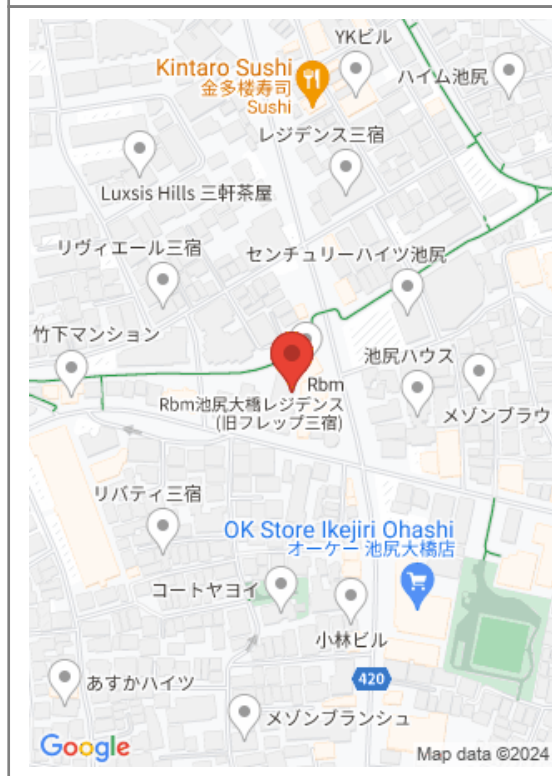 YKビル
Kintaro Sushi
金多楼寿司
Sushi
ハイム池尻
レジデンス三宿
Luxsis Hills 三軒茶屋
リヴィエール三宿
センチュリーハイツ池尻
竹下マンション
池尻ハウス
Rbm
Rbm池尻大橋レジデンス
(旧フレップ三宿)
メゾンブラウ
リバティ三宿
OK Store Ikejiri Ohashi
オーケー 池尻大橋店
コートヤヨイ
小林ビル
420
あすかハイツ
メゾンブランシュ
Google
Map data ©2024